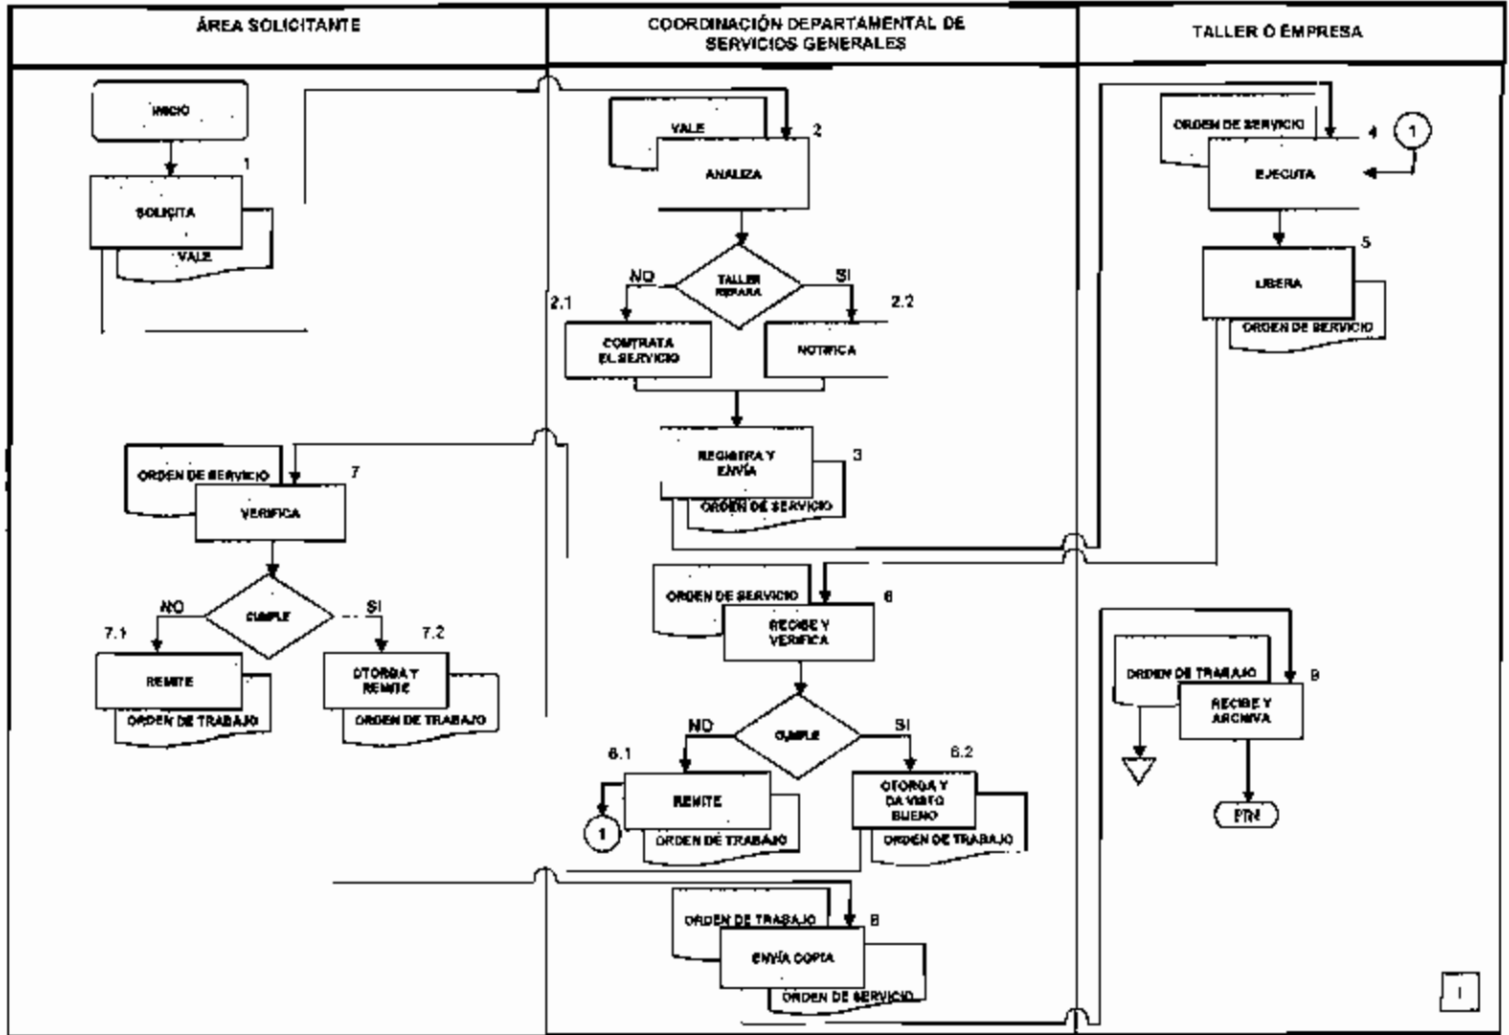 ÁREA SOLICITANTE
COORDINACIÓN DEPARTAMENTAL DE
SERVICIOS GENERALES
TALLER O EMPRESA
INICIO
1
SOLICITA
VALE
VALE
2
ANALIZA
TALLER
REPARA
NO
SI
2.1
2.2
CONTRATA
EL SERVICIO
NOTIFICA
REGISTRA Y
ENVÍA
3
ORDEN DE SERVICIO
ORDEN DE SERVICIO
4
1
EJECUTA
5
LIBERA
ORDEN DE SERVICIO
ORDEN DE SERVICIO
6
RECIBE Y
VERIFICA
CUMPLE
NO
SI
6.1
6.2
REMITE
1
ORDEN DE TRABAJO
OTORGA Y
DA VISTO
BUENO
ORDEN DE TRABAJO
ORDEN DE SERVICIO
7
VERIFICA
CUMPLE
NO
SI
7.1
7.2
REMITE
ORDEN DE TRABAJO
OTORGA Y
REMITE
ORDEN DE TRABAJO
ORDEN DE TRABAJO
8
ENVÍA COPIA
ORDEN DE SERVICIO
ORDEN DE TRABAJO
9
RECIBE Y
ARCHIVA
FIN
I